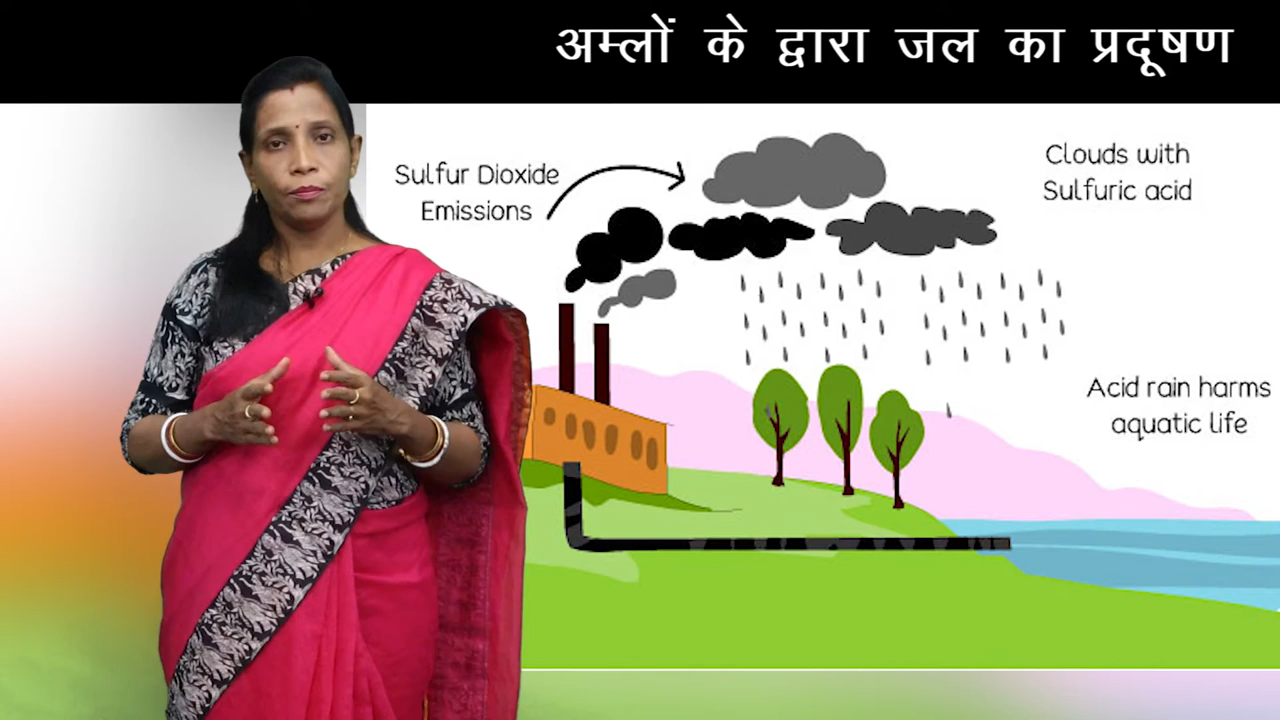 अम्लों के द्वारा जल का प्रदूषण
Sulfur Dioxide
Emissions
Clouds with
Sulfuric acid
Acid rain harms
aquatic life